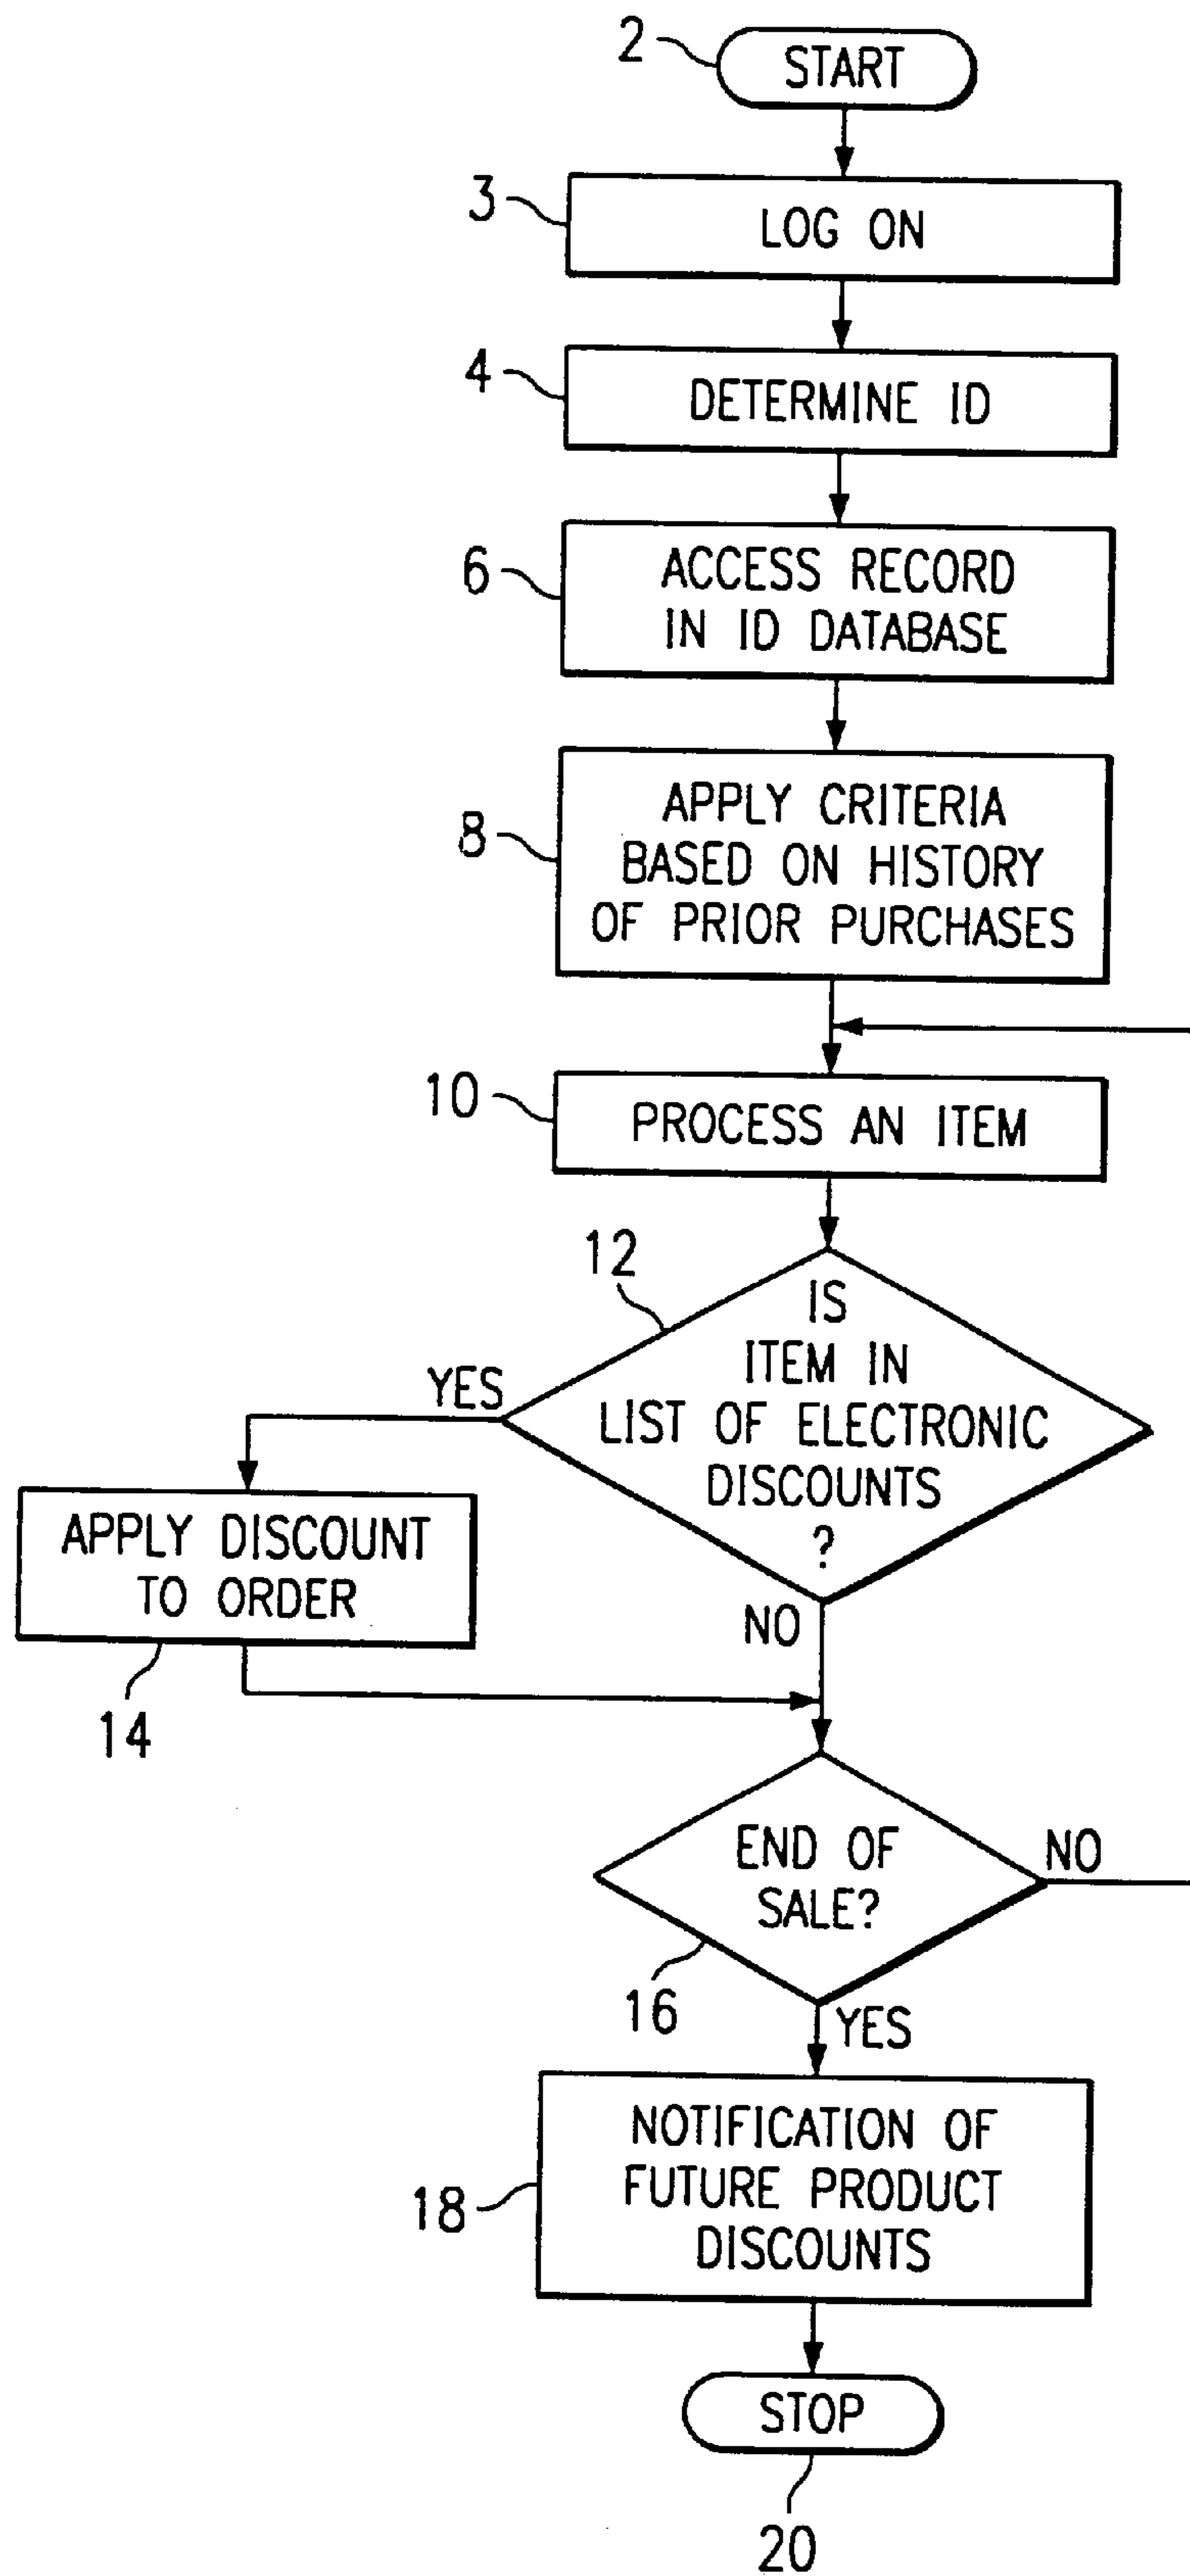 2
START
3
LOG ON
4
DETERMINE ID
6
ACCESS RECORD
IN ID DATABASE
8
APPLY CRITERIA
BASED ON HISTORY
OF PRIOR PURCHASES
10
PROCESS AN ITEM
12
IS
ITEM IN
LIST OF ELECTRONIC
DISCOUNTS
?
YES
APPLY DISCOUNT
TO ORDER
14
NO
END OF
SALE?
NO
16
YES
NOTIFICATION OF
FUTURE PRODUCT
DISCOUNTS
18
STOP
20